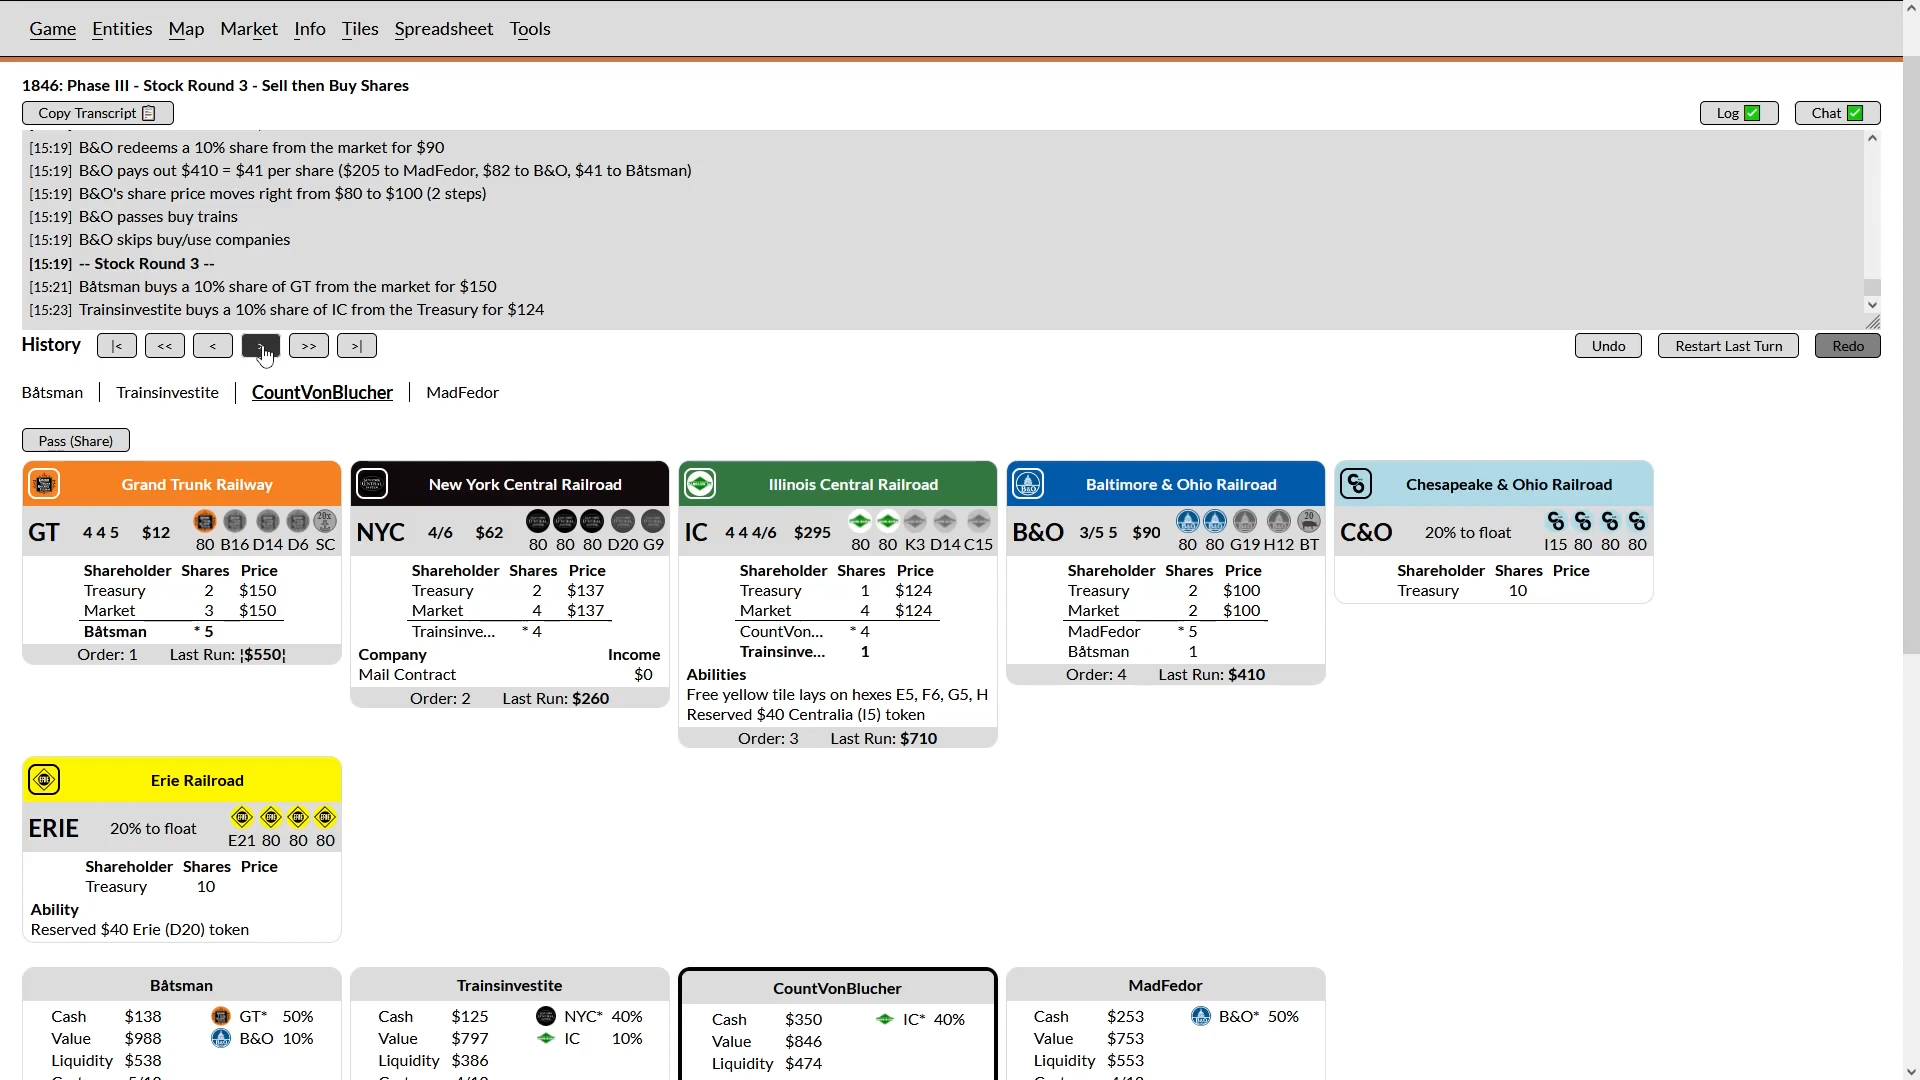 Game Entities Map Market Info Tiles Spreadsheet Tools
1846: Phase III - Stock Round 3 - Sell then Buy Shares
Copy Transcript
Log
Chat
[15:19] B&O redeems a 10% share from the market for $90
[15:19] B&O pays out $410 = $41 per share ($205 to MadFedor, $82 to B&O, $41 to Båtsman)
[15:19] B&O's share price moves right from $80 to $100 (2 steps)
[15:19] B&O passes buy trains
[15:19] B&O skips buy/use companies
[15:19] -- Stock Round 3 --
[15:21] Båtsman buys a 10% share of GT from the market for $150
[15:23] Trainsinvestite buys a 10% share of IC from the Treasury for $124
History |< << < > >> >|
Undo Restart Last Turn Redo
Båtsman Trainsinvestite CountVonBlucher MadFedor
Pass (Share)
Grand Trunk Railway
GT 4 4 5 $12 80 B16 D14 D6 SC
20x
Shareholder Shares Price
Treasury 2 $150
Market 3 $150
Båtsman * 5
Order: 1 Last Run: ¦$550¦
New York Central Railroad
NYC 4/6 $62 80 80 80 D20 G9
Shareholder Shares Price
Treasury 2 $137
Market 4 $137
Trainsinve... * 4
Company Income
Mail Contract $0
Order: 2 Last Run: $260
Illinois Central Railroad
IC 4 4 4/6 $295 80 80 K3 D14 C15
Shareholder Shares Price
Treasury 1 $124
Market 4 $124
CountVon... * 4
Trainsinve... 1
Abilities
Free yellow tile lays on hexes E5, F6, G5, H
Reserved $40 Centralia (I5) token
Order: 3 Last Run: $710
Baltimore & Ohio Railroad
B&O 3/5 5 $90 80 80 G19 H12 BT
20
Shareholder Shares Price
Treasury 2 $100
Market 2 $100
MadFedor * 5
Båtsman 1
Order: 4 Last Run: $410
Chesapeake & Ohio Railroad
C&O 20% to float I15 80 80 80
Shareholder Shares Price
Treasury 10
Erie Railroad
ERIE 20% to float E21 80 80 80
Shareholder Shares Price
Treasury 10
Ability
Reserved $40 Erie (D20) token
Båtsman
Cash $138 GT* 50%
Value $988 B&O 10%
Liquidity $538
Trainsinvestite
Cash $125 NYC* 40%
Value $797 IC 10%
Liquidity $386
CountVonBlucher
Cash $350 IC* 40%
Value $846
Liquidity $474
MadFedor
Cash $253 B&O* 50%
Value $753
Liquidity $553